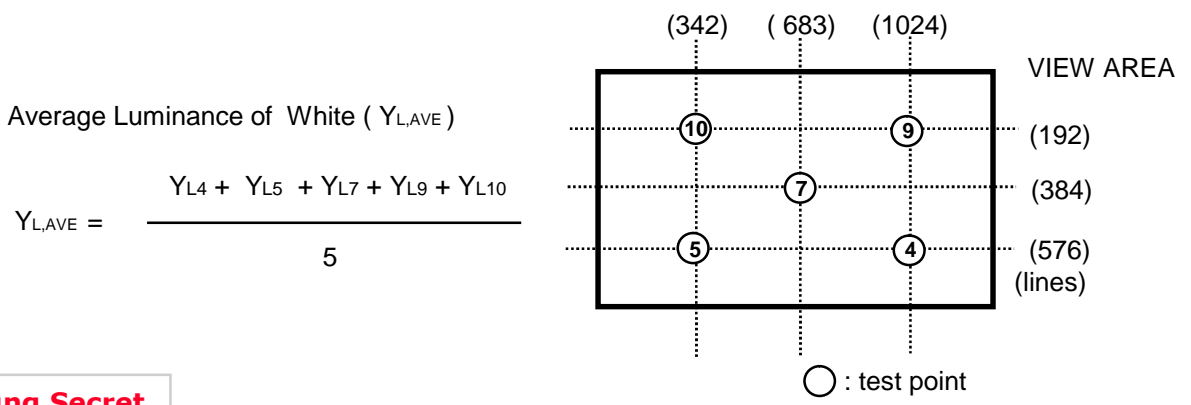 (342) ( 683) (1024)
VIEW AREA
Average Luminance of White ( YL,AVE )
10 9 (192)
YL4 + YL5 + YL7 + YL9 + YL10
YL,AVE =
5
7 (384)
5 4 (576)
(lines)
: test point
Secret